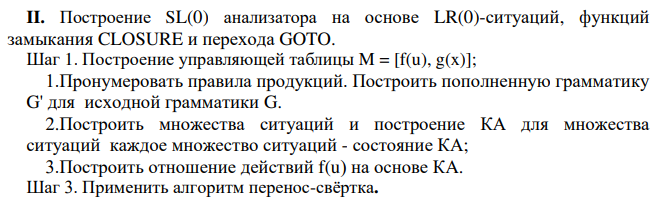 II. Построение SL(0) анализатора на основе LR(0)-ситуаций, функций
замыкания CLOSURE и перехода GOTO.
Шаг 1. Построение управляющей таблицы M = [f(u), g(x)];
1.Пронумеровать правила продукций. Построить пополненную грамматику
G' для исходной грамматики G.
2.Построить множества ситуаций и построение КА для множества
ситуаций каждое множество ситуаций - состояние КА;
3.Построить отношение действий f(u) на основе КА.
Шаг 3. Применить алгоритм перенос-свёртка.